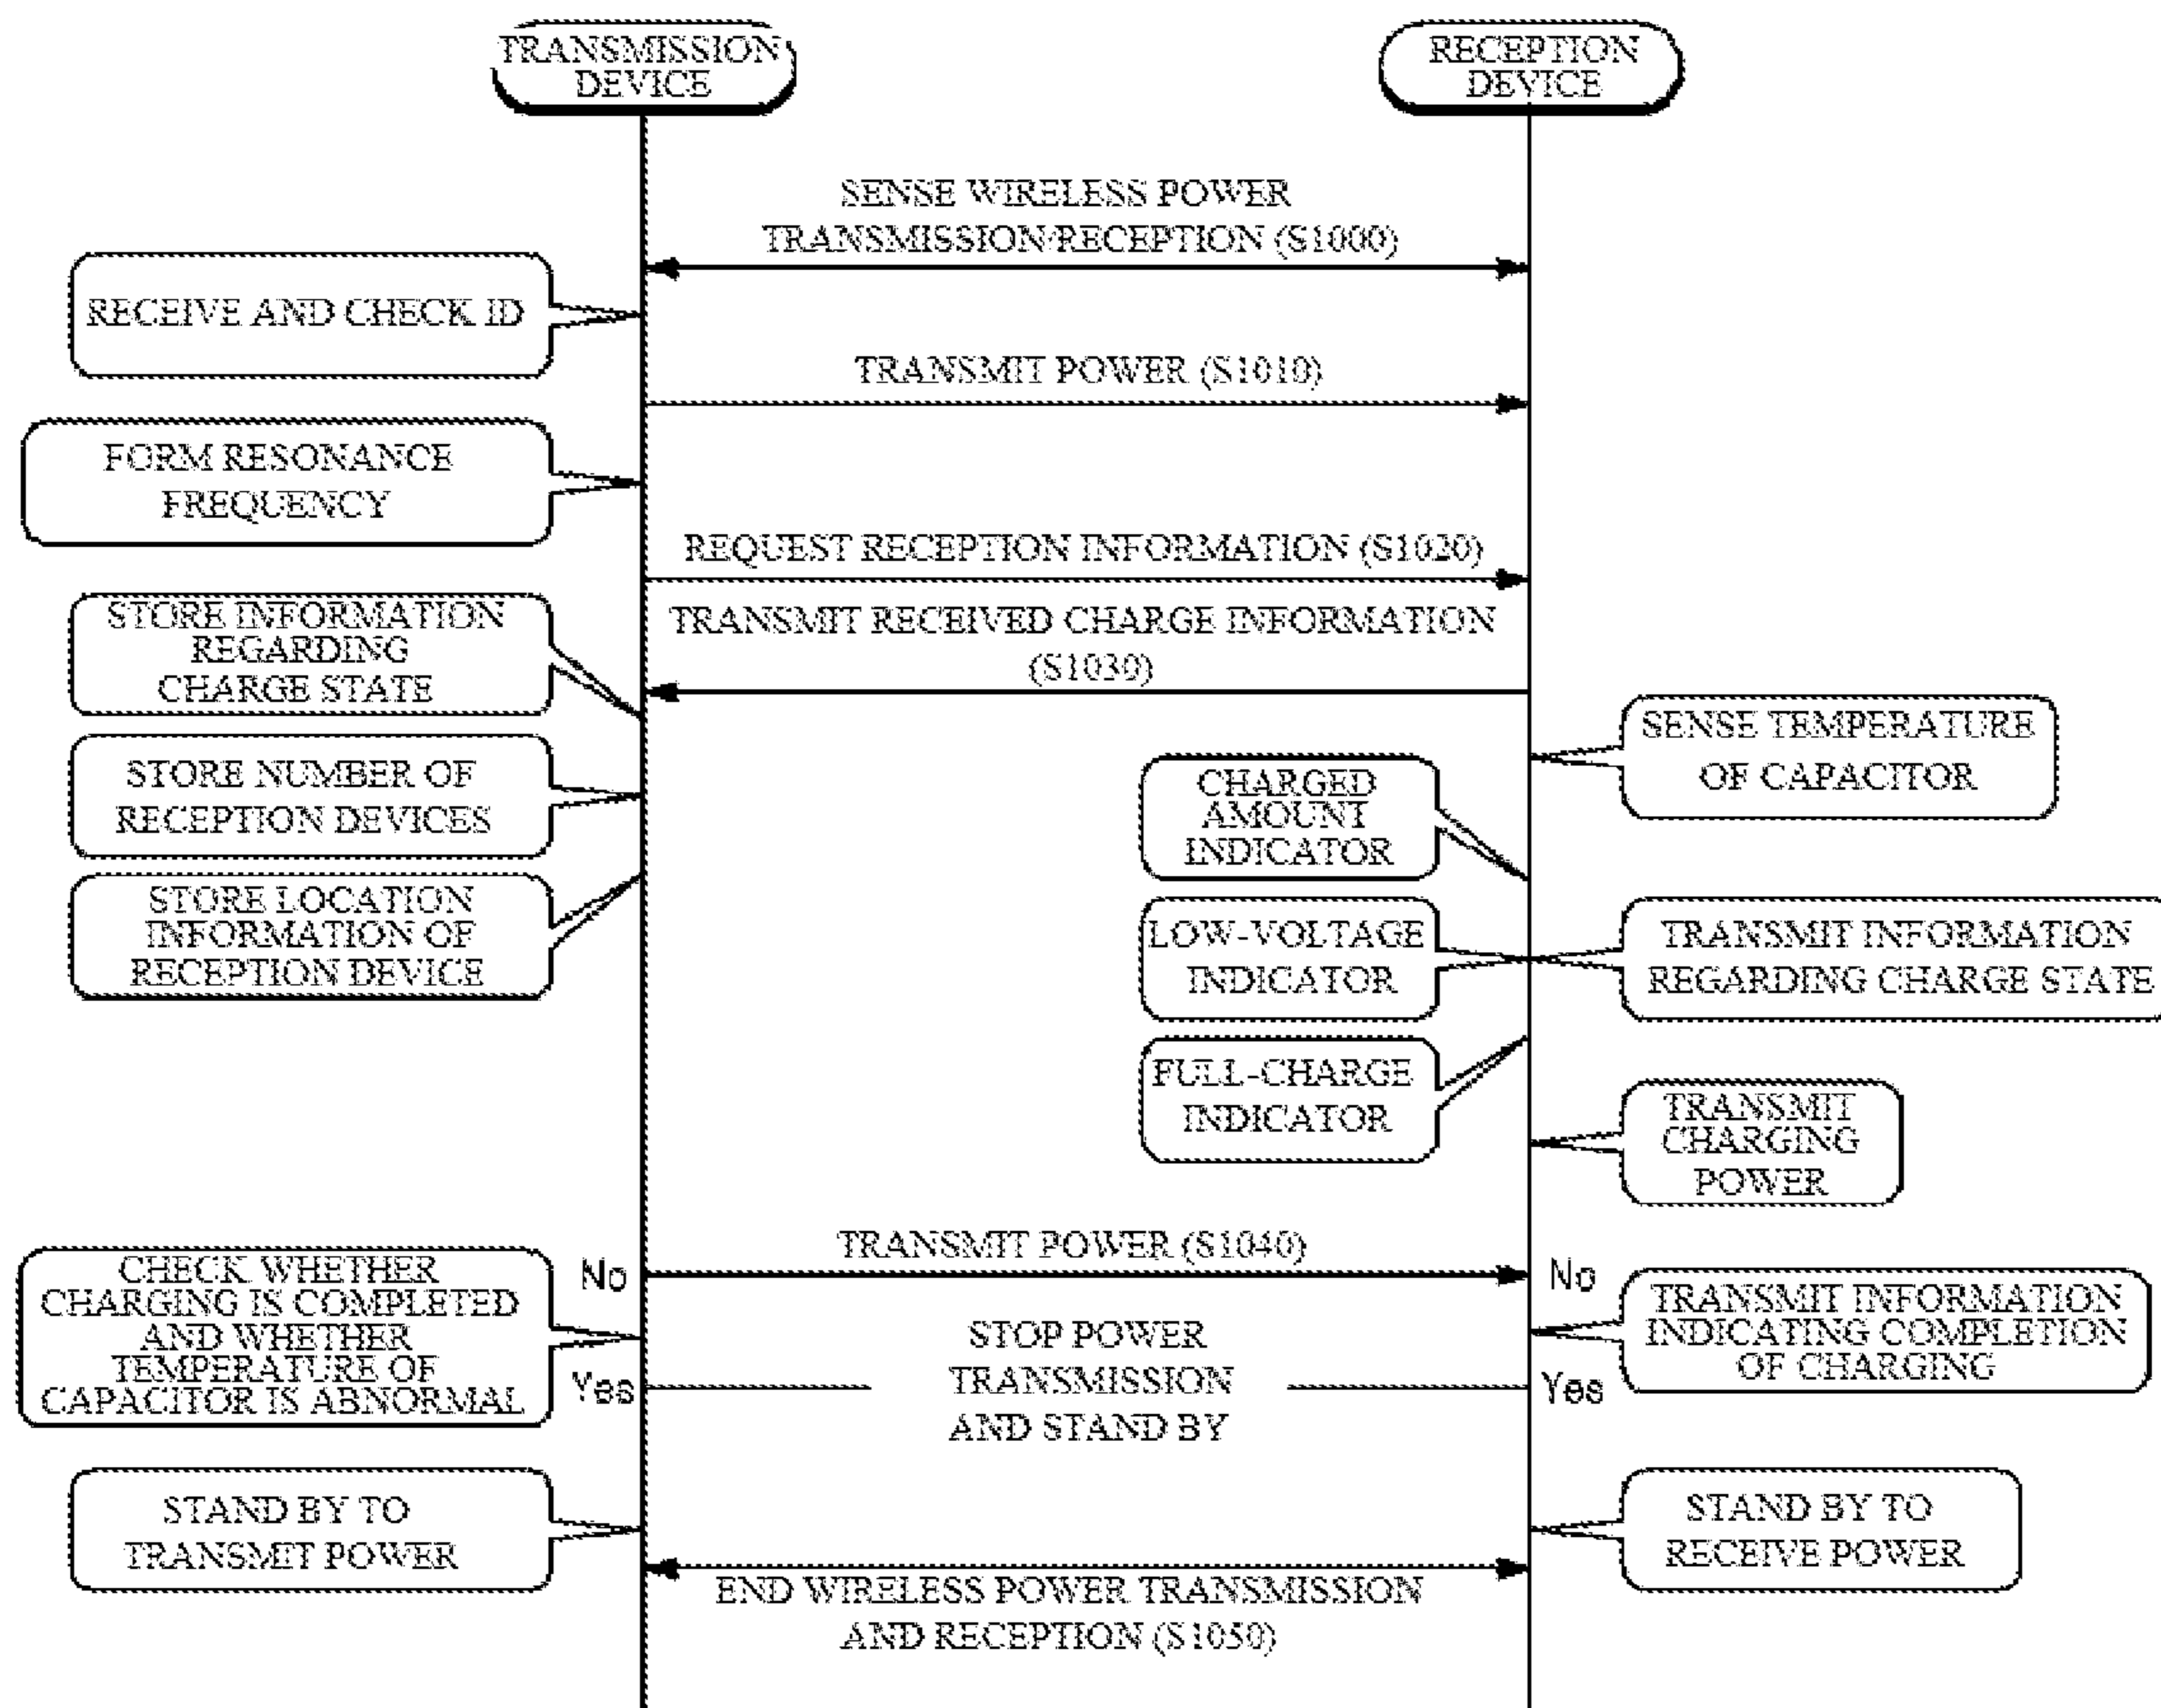 TRANSMISSION
DEVICE
RECEPTION
DEVICE
SENSE WIRELESS POWER
TRANSMISSION/RECEPTION (S1000)
RECEIVE AND CHECK ID
TRANSMIT POWER (S1010)
FORM RESONANCE
FREQUENCY
REQUEST RECEPTION INFORMATION (S1020)
STORE INFORMATION
REGARDING
CHARGE STATE
TRANSMIT RECEIVED CHARGE INFORMATION
(S1030)
SENSE TEMPERATURE
OF CAPACITOR
STORE NUMBER OF
RECEPTION DEVICES
CHARGED
AMOUNT
INDICATOR
STORE LOCATION
INFORMATION OF
RECEPTION DEVICE
LOW-VOLTAGE
INDICATOR
TRANSMIT INFORMATION
REGARDING CHARGE STATE
FULL-CHARGE
INDICATOR
TRANSMIT
CHARGING
POWER
TRANSMIT POWER (S1040)
No
No
CHECK WHETHER
CHARGING IS COMPLETED
AND WHETHER
TEMPERATURE OF
CAPACITOR IS ABNORMAL
TRANSMIT INFORMATION
INDICATING COMPLETION
OF CHARGING
Yes
STOP POWER
TRANSMISSION
AND STAND BY
Yes
STAND BY TO
TRANSMIT POWER
STAND BY TO
RECEIVE POWER
END WIRELESS POWER TRANSMISSION
AND RECEPTION (S1050)